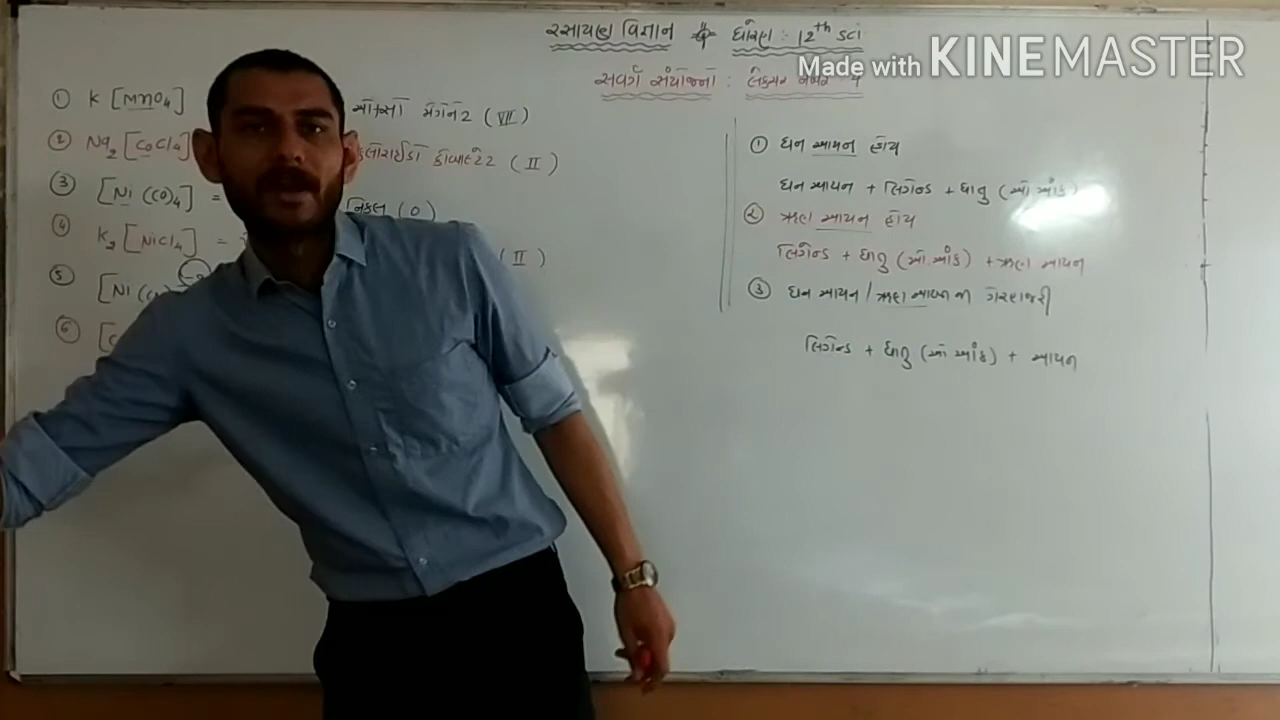 રસાયણ વિજ્ઞાન ધોરણ : 12th sci
Made with KINEMASTER
સવર્ગ સંયોજનો : લેક્ચર નંબર
① K [MnO4] મેંગેનેટ (VII)
② Na2 [CoCl4] કોબાલ્ટેટ (II)
③ [Ni (CO)4] = નિકલ (0)
④ K2 [NiCl4] = (II)
⑤ [Ni
⑥ [
① ધન આયન હોય
ધન આયન + લિગેન્ડ + ધાતુ (ઓ. આંક)
② ઋણ આયન હોય
લિગેન્ડ + ધાતુ (ઓ. આંક) + ઋણ આયન
③ ધન આયન / ઋણ આયન ની ગેરહાજરી
લિગેન્ડ + ધાતુ (ઓ. આંક) + આયન